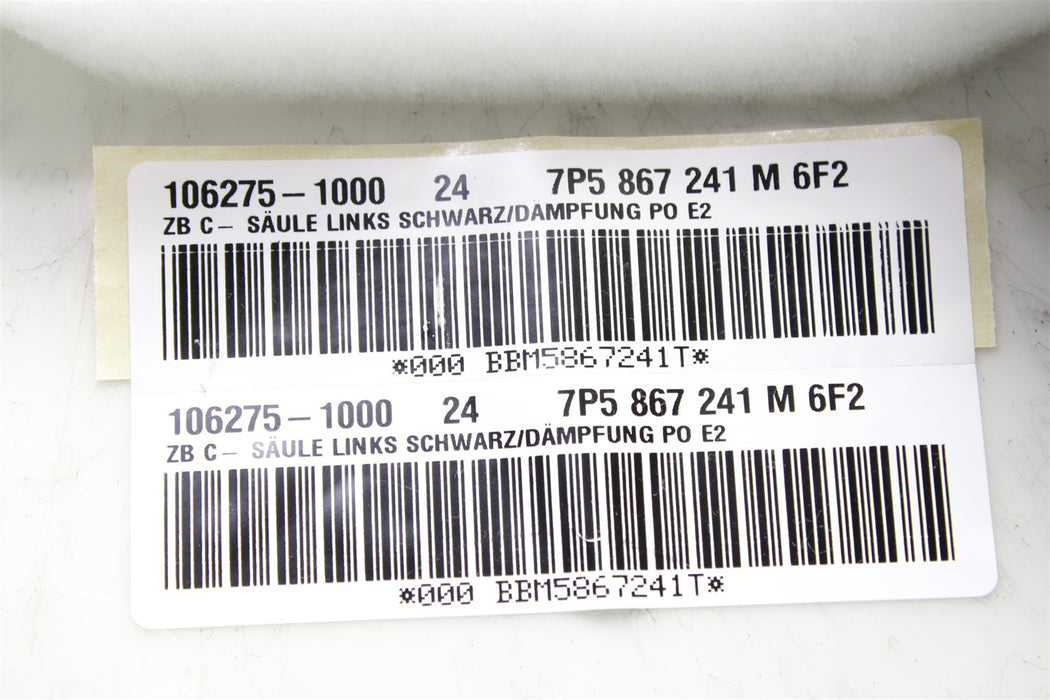 106275-1000 24 7P5 867 241 M 6F2
ZB C- SÄULE LINKS SCHWARZ/DÄMPFUNG PO E2
*000 BBM5867241T*
106275-1000 24 7P5 867 241 M 6F2
ZB C- SÄULE LINKS SCHWARZ/DÄMPFUNG PO E2
*000 BBM5867241T*